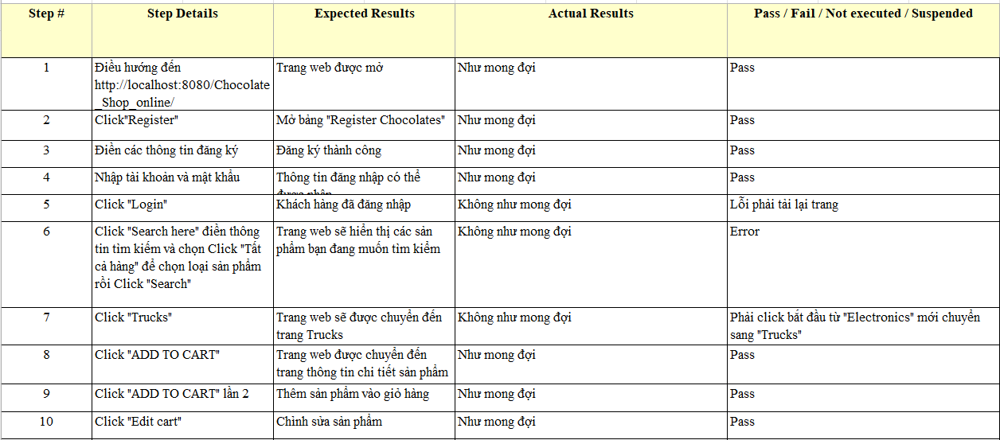 Step # Step Details Expected Results Actual Results Pass / Fail / Not executed / Suspended
1 Điều hướng đến Trang web được mở Như mong đợi Pass
http://localhost:8080/Chocolate
_Shop_online/
2 Click"Register" Mở bảng "Register Chocolates" Như mong đợi Pass
3 Điền các thông tin đăng ký Đăng ký thành công Như mong đợi Pass
4 Nhập tài khoản và mật khẩu Thông tin đăng nhập có thể Như mong đợi Pass
được nhập
5 Click "Login" Khách hàng đã đăng nhập Không như mong đợi Lỗi phải tải lại trang
6 Click "Search here" điền thông Trang web sẽ hiển thị các sản Không như mong đợi Error
tin tìm kiếm và chọn Click "Tất phẩm bạn đang muốn tìm kiếm
cả hàng" để chọn loại sản phẩm
rồi Click "Search"
7 Click "Trucks" Trang web sẽ được chuyển đến Không như mong đợi Phải click bắt đầu từ "Electronics" mới chuyển
trang Trucks sang "Trucks"
8 Click "ADD TO CART" Trang web được chuyển đến Như mong đợi Pass
trang thông tin chi tiết sản phẩm
9 Click "ADD TO CART" lần 2 Thêm sản phẩm vào giỏ hàng Như mong đợi Pass
10 Click "Edit cart" Chỉnh sửa sản phẩm Như mong đợi Pass